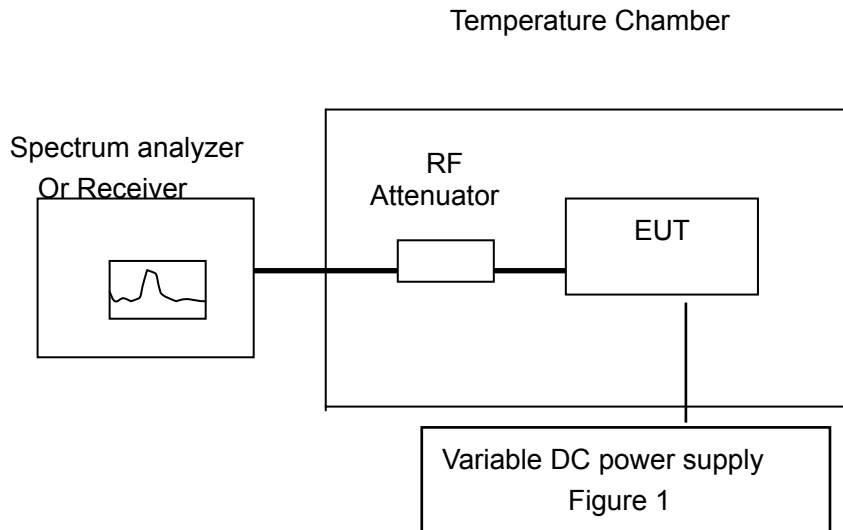 Temperature Chamber
Spectrum analyzer
Or Receiver
RF
Attenuator
EUT
Variable DC power supply
Figure 1